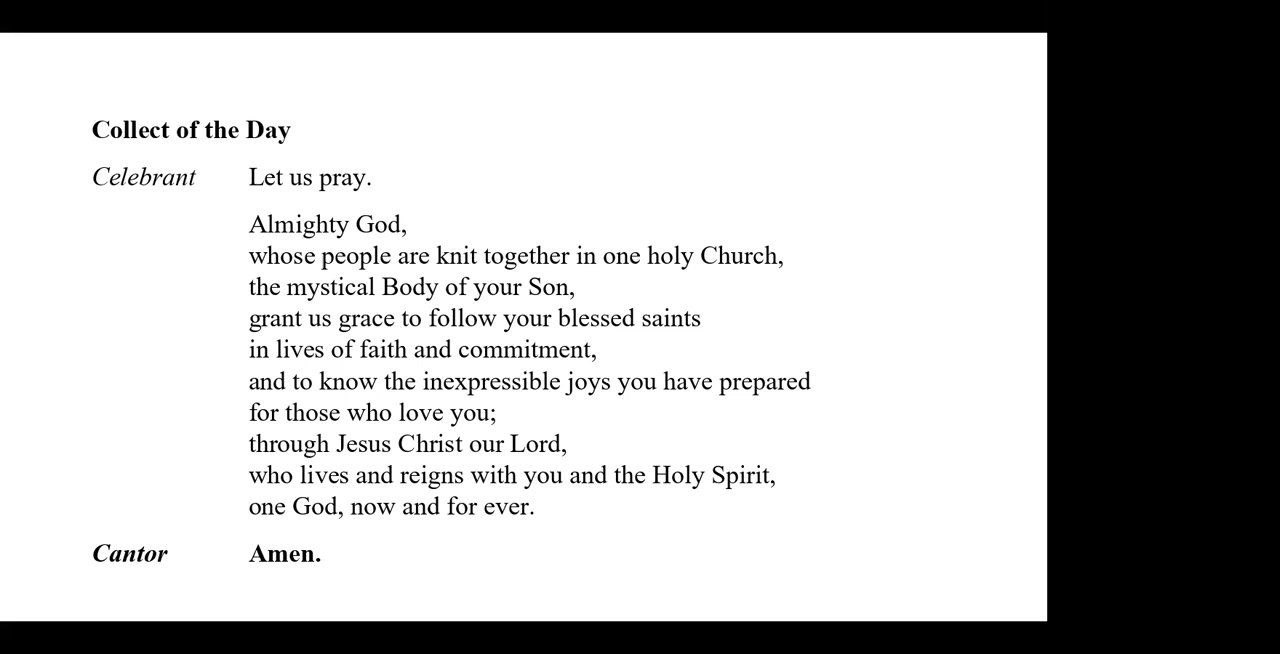 Collect of the Day
Celebrant Let us pray.
Almighty God,
whose people are knit together in one holy Church,
the mystical Body of your Son,
grant us grace to follow your blessed saints
in lives of faith and commitment,
and to know the inexpressible joys you have prepared
for those who love you;
through Jesus Christ our Lord,
who lives and reigns with you and the Holy Spirit,
one God, now and for ever.
Cantor Amen.